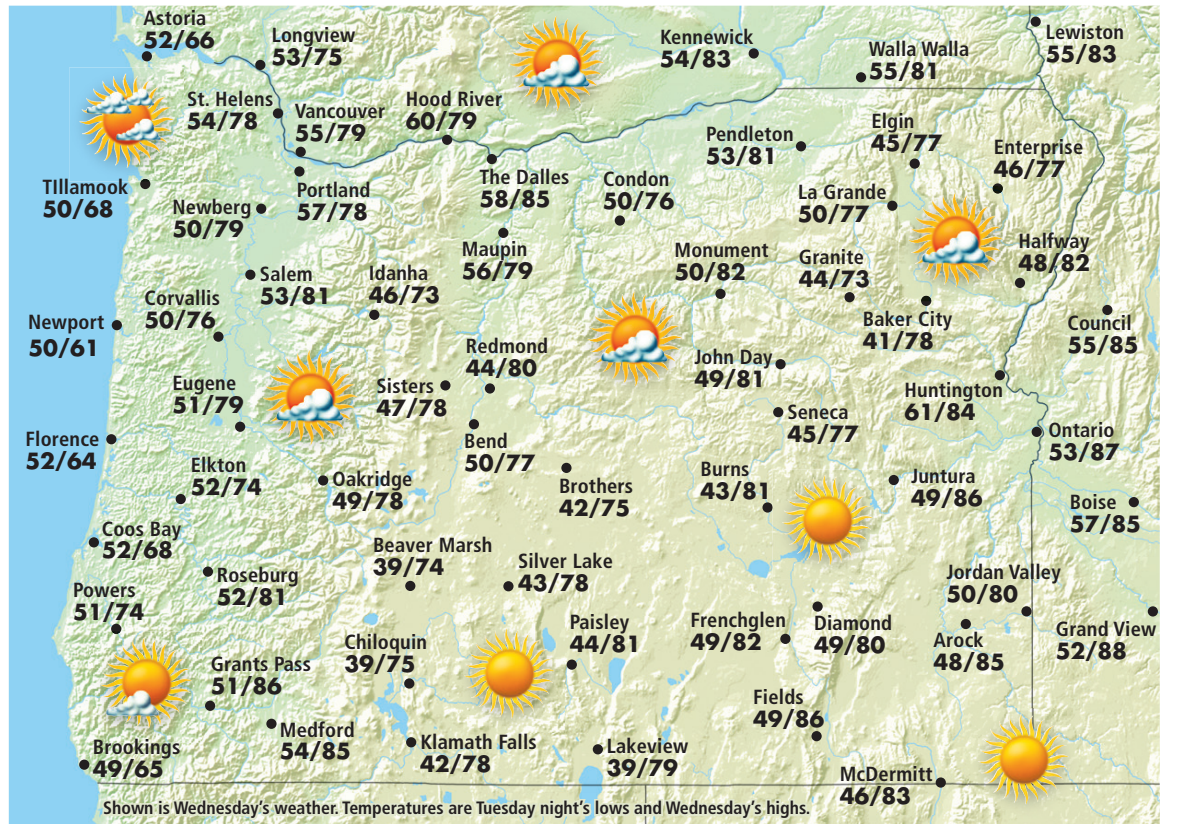 Astoria
52/66
Longview
53/75
Kennewick
54/83
Walla Walla
55/81
Lewiston
55/83
St. Helens
54/78
Vancouver
55/79
Hood River
60/79
Pendleton
53/81
Elgin
45/77
Enterprise
46/77
TIllamook
50/68
Newberg
50/79
Portland
57/78
The Dalles
58/85
Condon
50/76
La Grande
50/77
Maupin
56/79
Monument
50/82
Granite
44/73
Halfway
48/82
Salem
53/81
Idanha
46/73
Corvallis
50/76
Newport
50/61
Baker City
41/78
Council
55/85
Redmond
44/80
John Day
49/81
Eugene
51/79
Sisters
47/78
Huntington
61/84
Seneca
45/77
Florence
52/64
Bend
50/77
Ontario
53/87
Elkton
52/74
Oakridge
49/78
Brothers
42/75
Burns
43/81
Juntura
49/86
Boise
57/85
Coos Bay
52/68
Beaver Marsh
39/74
Silver Lake
43/78
Roseburg
52/81
Jordan Valley
50/80
Powers
51/74
Chiloquin
39/75
Paisley
44/81
Frenchglen
49/82
Diamond
49/80
Arock
48/85
Grand View
52/88
Grants Pass
51/86
Fields
49/86
Medford
54/85
Klamath Falls
42/78
Lakeview
39/79
Brookings
49/65
McDermitt
46/83
Shown is Wednesday's weather. Temperatures are Tuesday night's lows and Wednesday's highs.